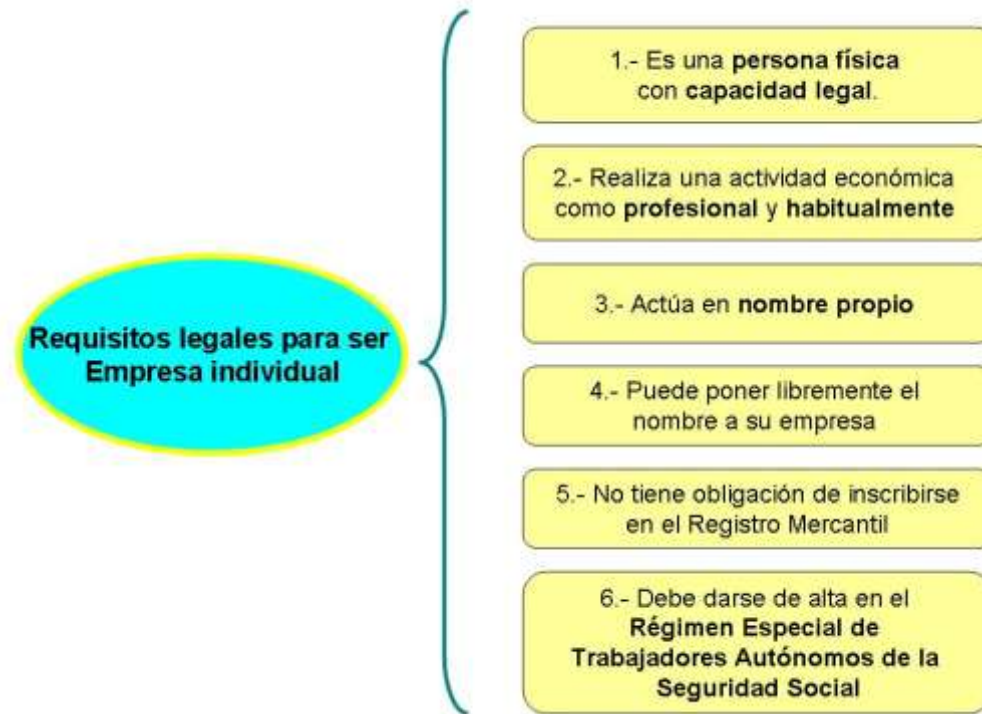 Requisitos legales para ser
Empresa individual
1.- Es una persona física
con capacidad legal.
2.- Realiza una actividad económica
como profesional y habitualmente
3.- Actúa en nombre propio
4.- Puede poner libremente el
nombre a su empresa
5.- No tiene obligación de inscribirse
en el Registro Mercantil
6.- Debe darse de alta en el
Régimen Especial de
Trabajadores Autónomos de la
Seguridad Social